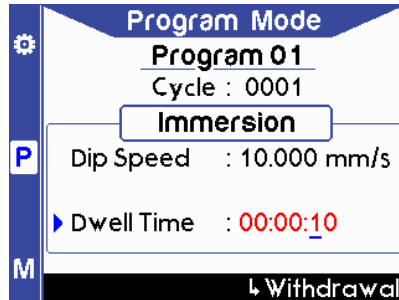 Program Mode
Program 01
Cycle : 0001
Immersion
P
Dip Speed : 10.000 mm/s
Dwell Time : 00:00:10
M
↳ Withdrawal